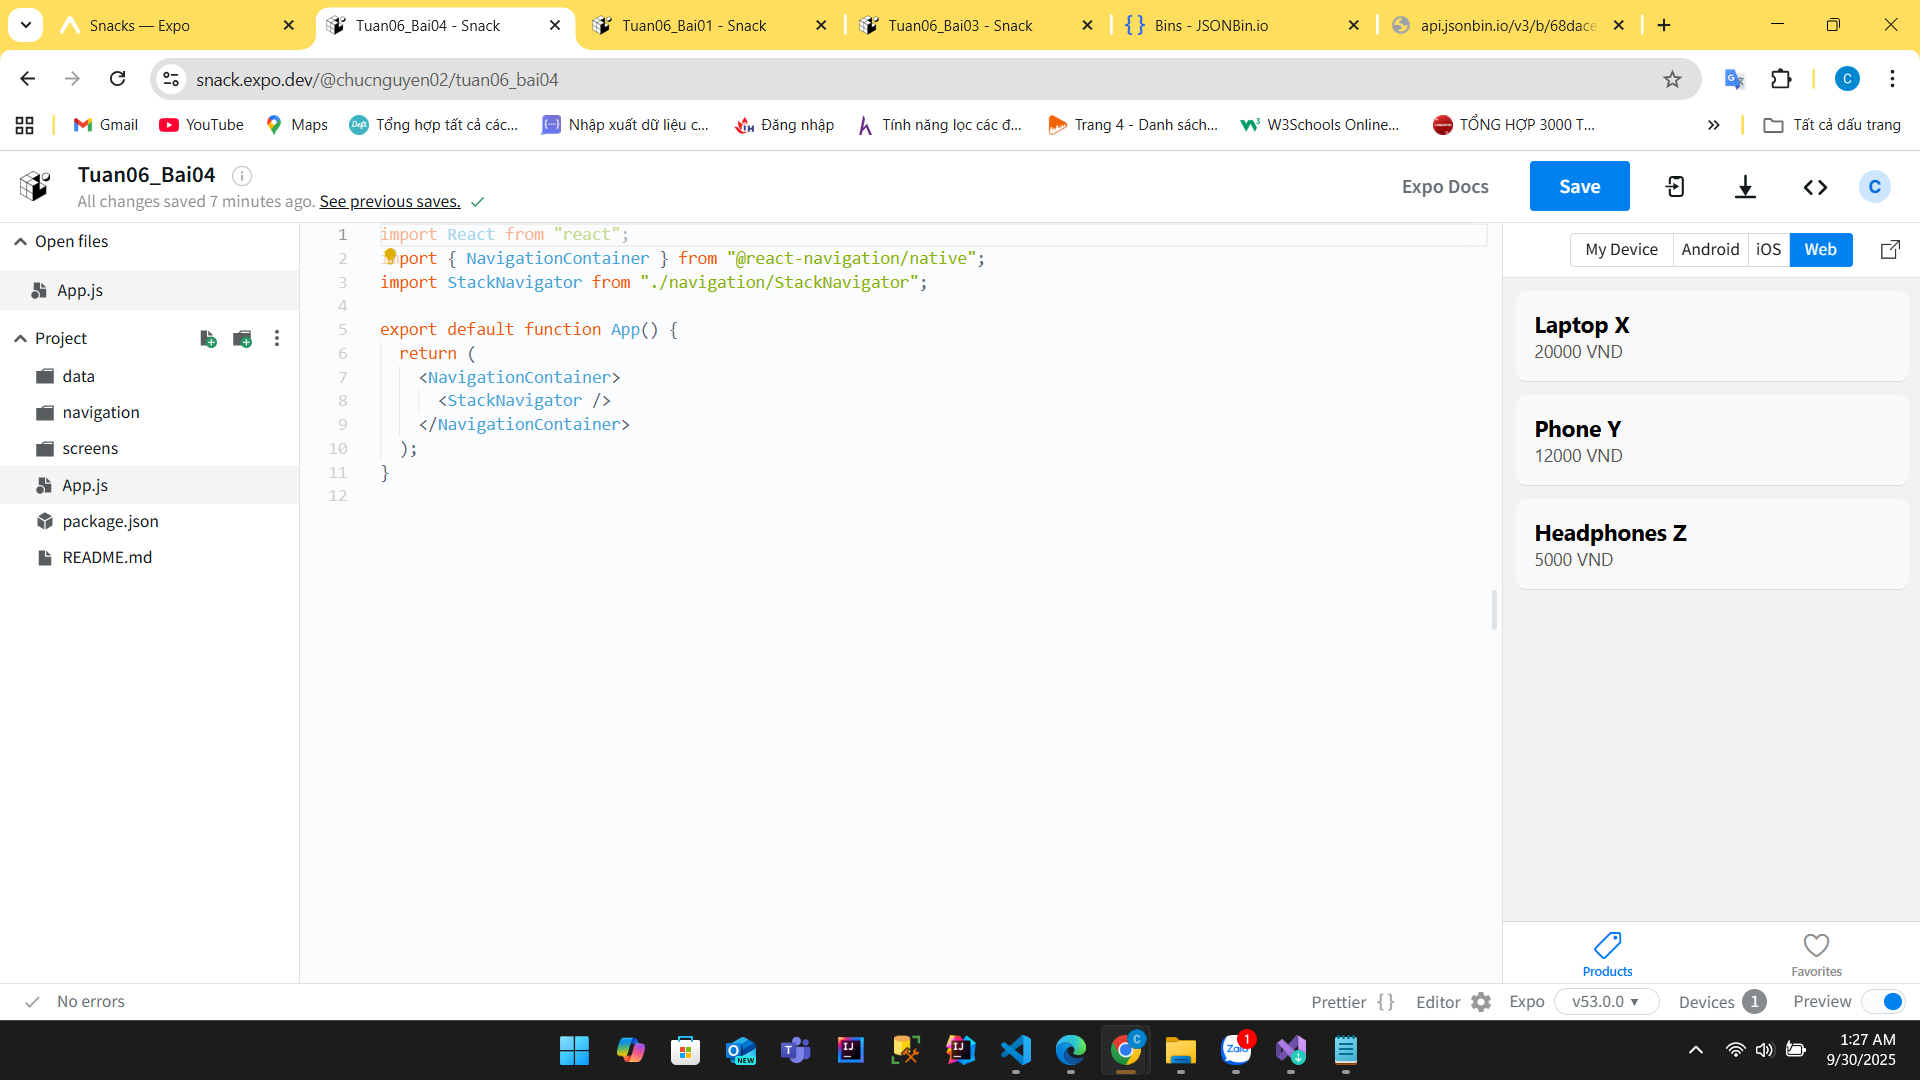 Snacks — Expo
Tuan06_Bai04 - Snack
Tuan06_Bai01 - Snack
Tuan06_Bai03 - Snack
Bins - JSONBin.io
api.jsonbin.io/v3/b/68dace
snack.expo.dev/@chucnguyen02/tuan06_bai04
C
Gmail
YouTube
Maps
Tổng hợp tất cả các...
Nhập xuất dữ liệu c...
Đăng nhập
Tính năng lọc các đ...
Trang 4 - Danh sách...
W3Schools Online...
TỔNG HỢP 3000 T...
Tất cả dấu trang
Tuan06_Bai04
All changes saved 7 minutes ago. See previous saves.
Expo Docs
Save
C
Open files
App.js
Project
data
navigation
screens
App.js
package.json
README.md
1 import React from "react";
2 import { NavigationContainer } from "@react-navigation/native";
3 import StackNavigator from "./navigation/StackNavigator";
4
5 export default function App() {
6 return (
7 <NavigationContainer>
8 <StackNavigator />
9 </NavigationContainer>
10 );
11 }
12
My Device
Android
iOS
Web
Laptop X
20000 VND
Phone Y
12000 VND
Headphones Z
5000 VND
Products
Favorites
No errors
Prettier { }
Editor
Expo
v53.0.0
Devices 1
Preview
NEW
Zalo
1
C
1:27 AM
9/30/2025